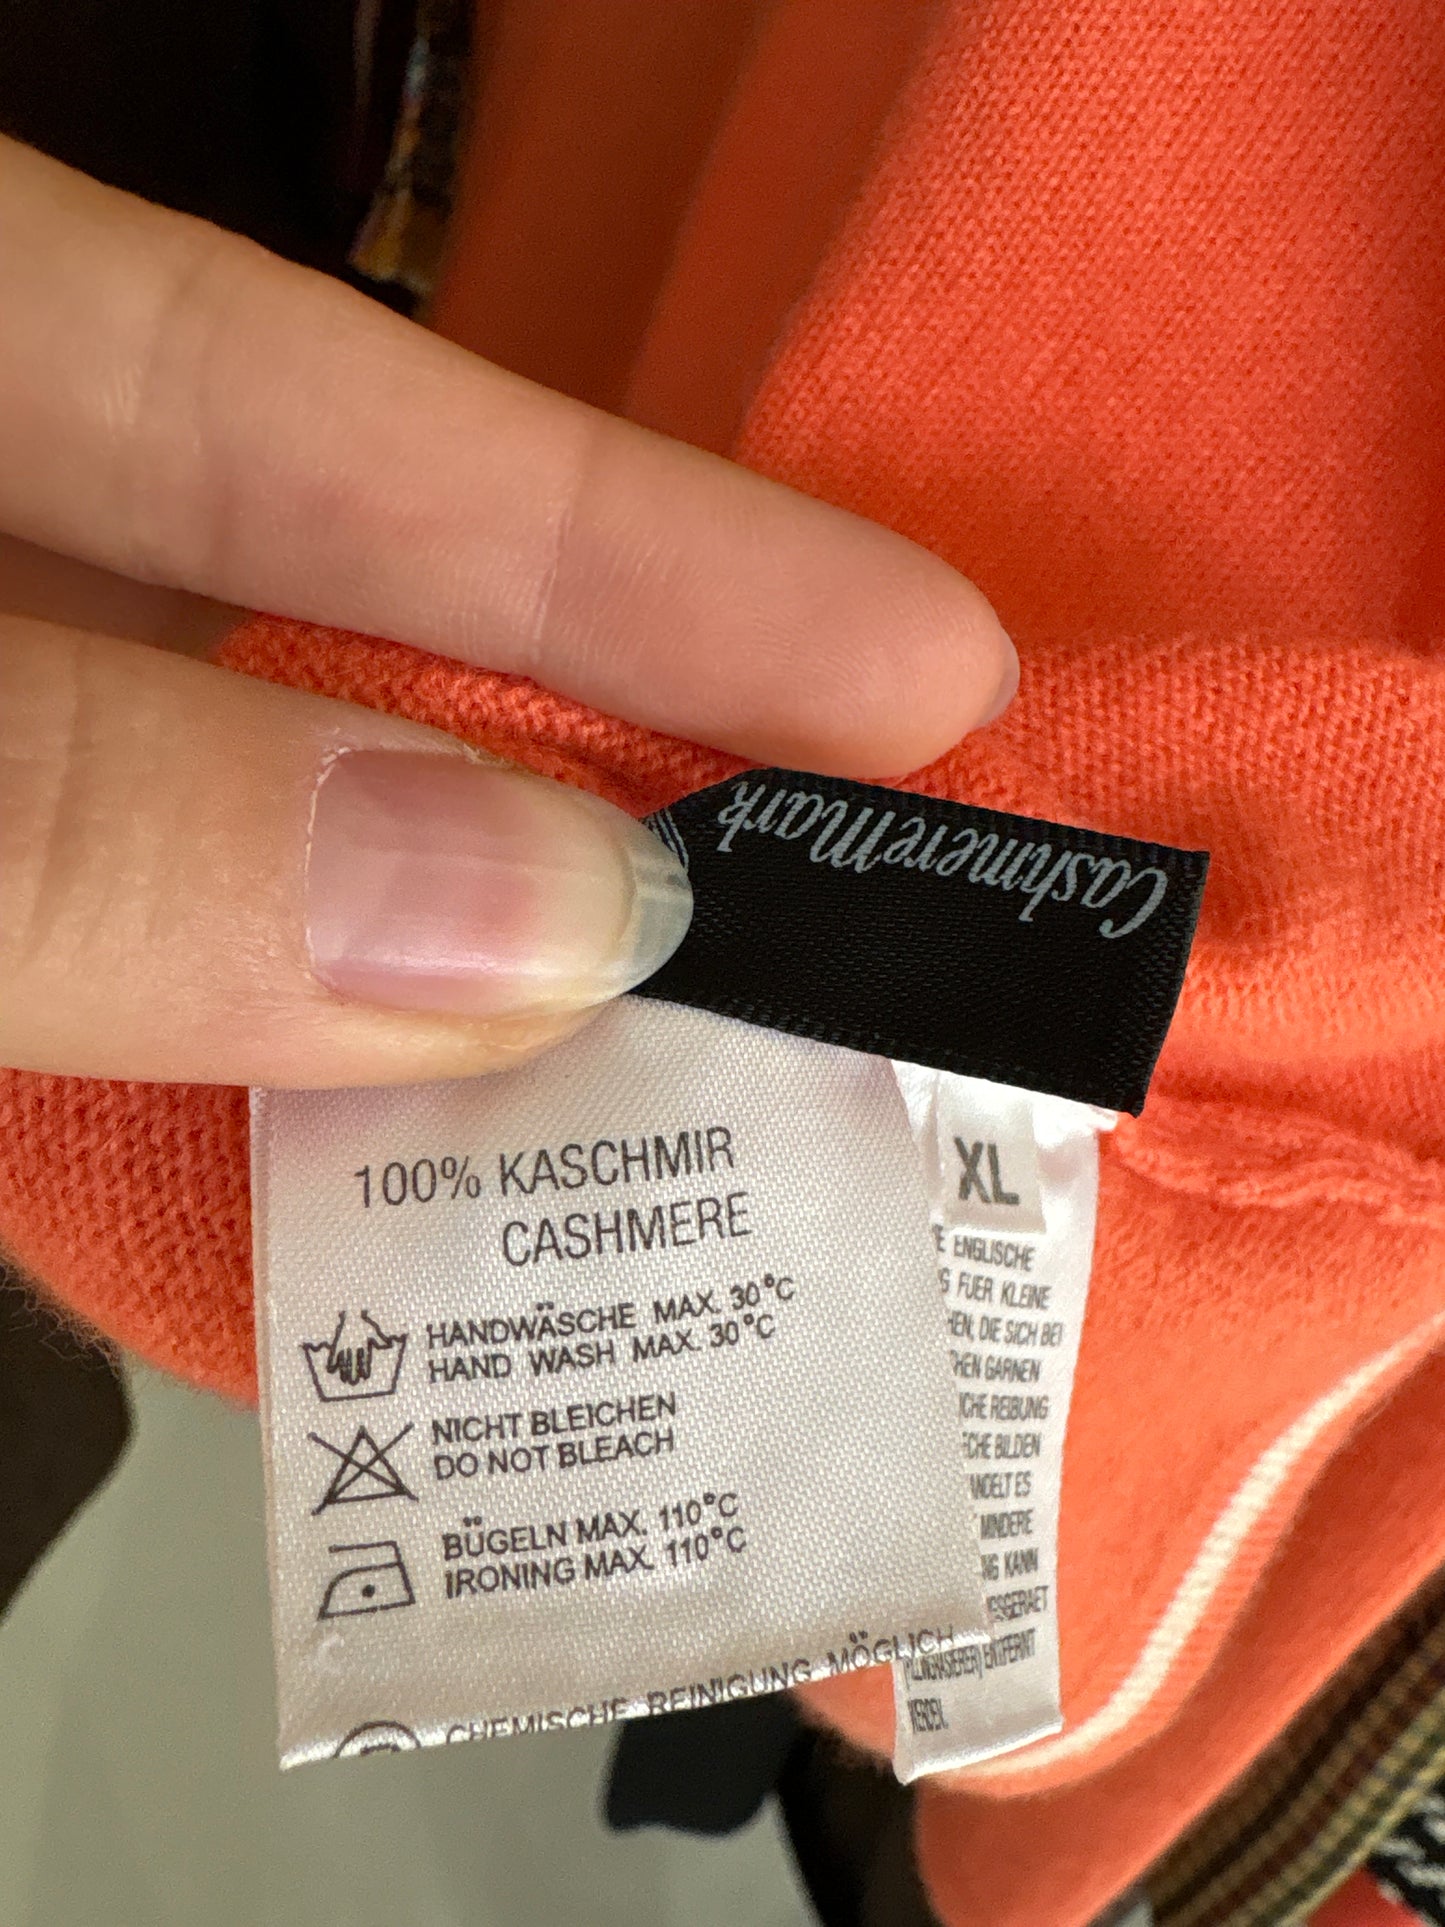 CashmereMark
100% KASCHMIR
CASHMERE
HANDWÄSCHE MAX. 30°C
HAND WASH MAX. 30°C
NICHT BLEICHEN
DO NOT BLEACH
BÜGELN MAX. 110°C
IRONING MAX. 110°C
CHEMISCHE REINIGUNG MÖGLICH
XL
E ENGLISCHE
FUER KLEINE
DIE SICH BEI
GARNEN
REIBUNG
BILDEN
ES
MINDERE
KANN
ENTFERNT
WERDEN.